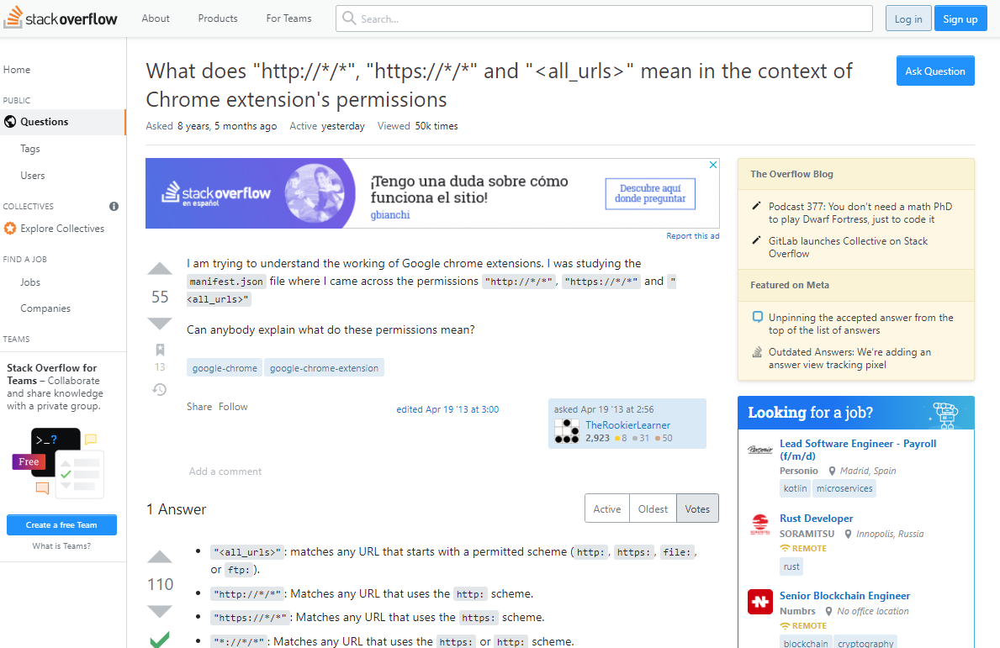 stackoverflow
About
Products
For Teams
Search...
Log in
Sign up
Home
PUBLIC
Questions
Tags
Users
COLLECTIVES
Explore Collectives
FIND A JOB
Jobs
Companies
TEAMS
Stack Overflow for
Teams – Collaborate
and share knowledge
with a private group.
>_?
Free
Create a free Team
What is Teams?
What does "http://*/*", "https://*/*" and "<all_urls>" mean in the context of
Chrome extension's permissions
Ask Question
Asked 8 years, 5 months ago Active yesterday Viewed 50k times
stackoverflow
en español
¡Tengo una duda sobre cómo
funciona el sitio!
gbianchi
Descubre aquí
donde preguntar
Report this ad
55
13
I am trying to understand the working of Google chrome extensions. I was studying the
manifest.json file where I came across the permissions "http://*/*", "https://*/*" and "
<all_urls>"
Can anybody explain what do these permissions mean?
google-chrome google-chrome-extension
Share Follow
edited Apr 19 '13 at 3:00
asked Apr 19 '13 at 2:56
TheRookierLearner
2,923 8 31 50
Add a comment
1 Answer
Active Oldest Votes
110
"<all_urls>": matches any URL that starts with a permitted scheme (http:, https:, file:,
or ftp:).
"http://*/*": Matches any URL that uses the http: scheme.
"https://*/*": Matches any URL that uses the https: scheme.
"*://*/*": Matches any URL that uses the https: or http: scheme.
The Overflow Blog
Podcast 377: You don't need a math PhD
to play Dwarf Fortress, just to code it
GitLab launches Collective on Stack
Overflow
Featured on Meta
Unpinning the accepted answer from the
top of the list of answers
Outdated Answers: We're adding an
answer view tracking pixel
Looking for a job?
Personio
Lead Software Engineer - Payroll
(f/m/d)
Personio Madrid, Spain
kotlin microservices
SORAMITSU
Rust Developer
SORAMITSU Innopolis, Russia
REMOTE
rust
Senior Blockchain Engineer
Numbrs No office location
REMOTE
blockchain cryptography